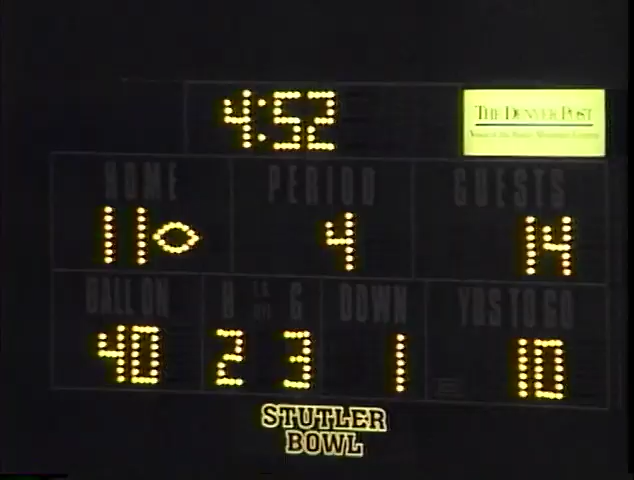 4:52
THE DENVER POST
HOME PERIOD GUESTS
11 4 14
BALL ON H G DOWN YDS TO GO
40 2 3 1 10
STUTLER
BOWL